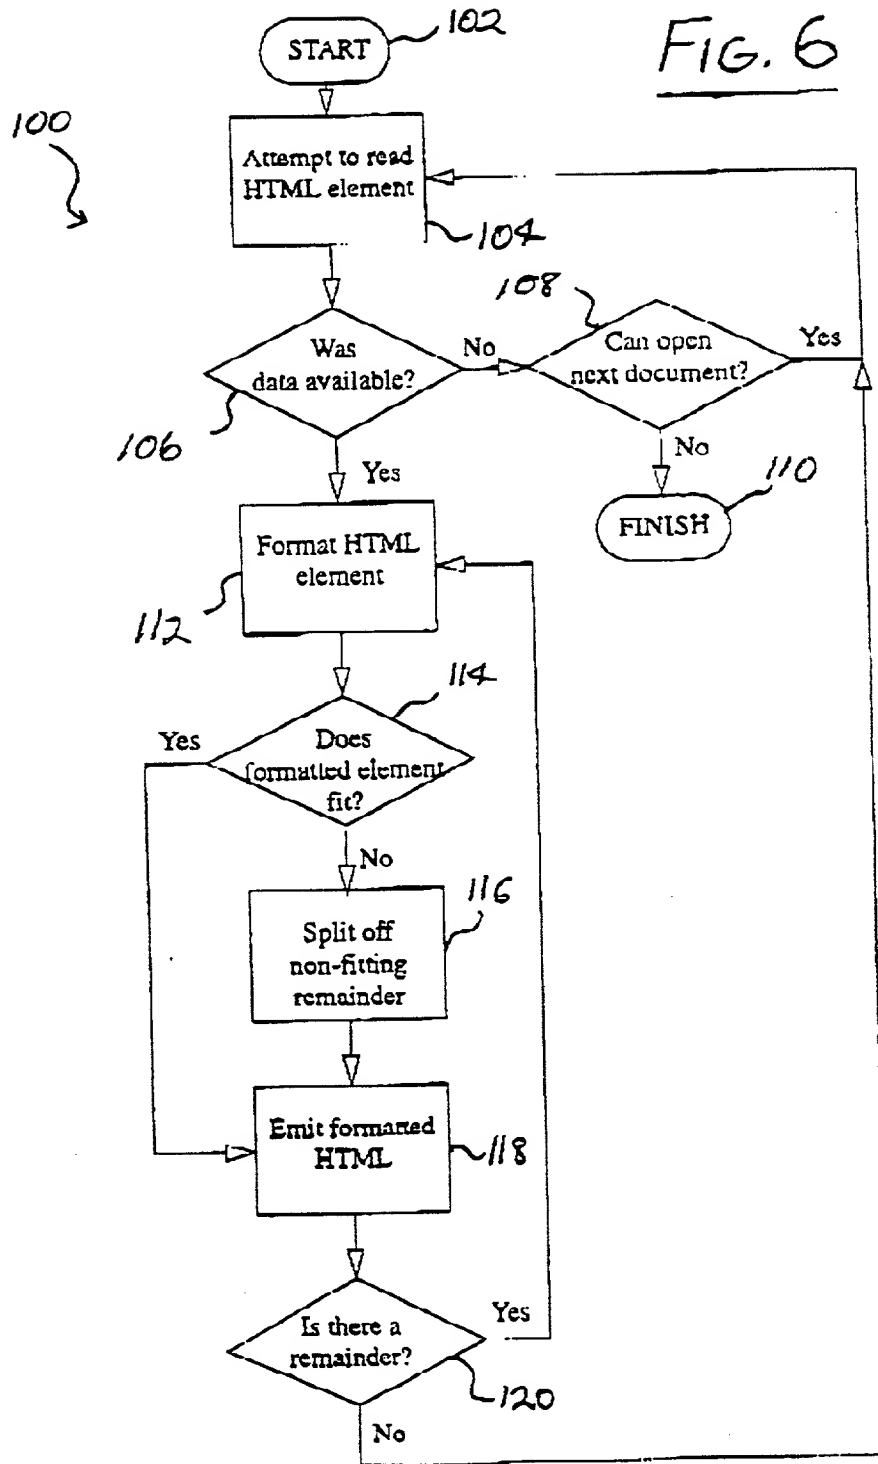 102
START
FIG. 6
100
Attempt to read
HTML element
104
108
Was
data available?
No
Can open
next document?
Yes
106
Yes
No
110
FINISH
Format HTML
element
112
114
Yes
Does
formatted element
fit?
No
116
Split off
non-fitting
remainder
Emit formatted
HTML
118
Is there a
remainder?
Yes
120
No